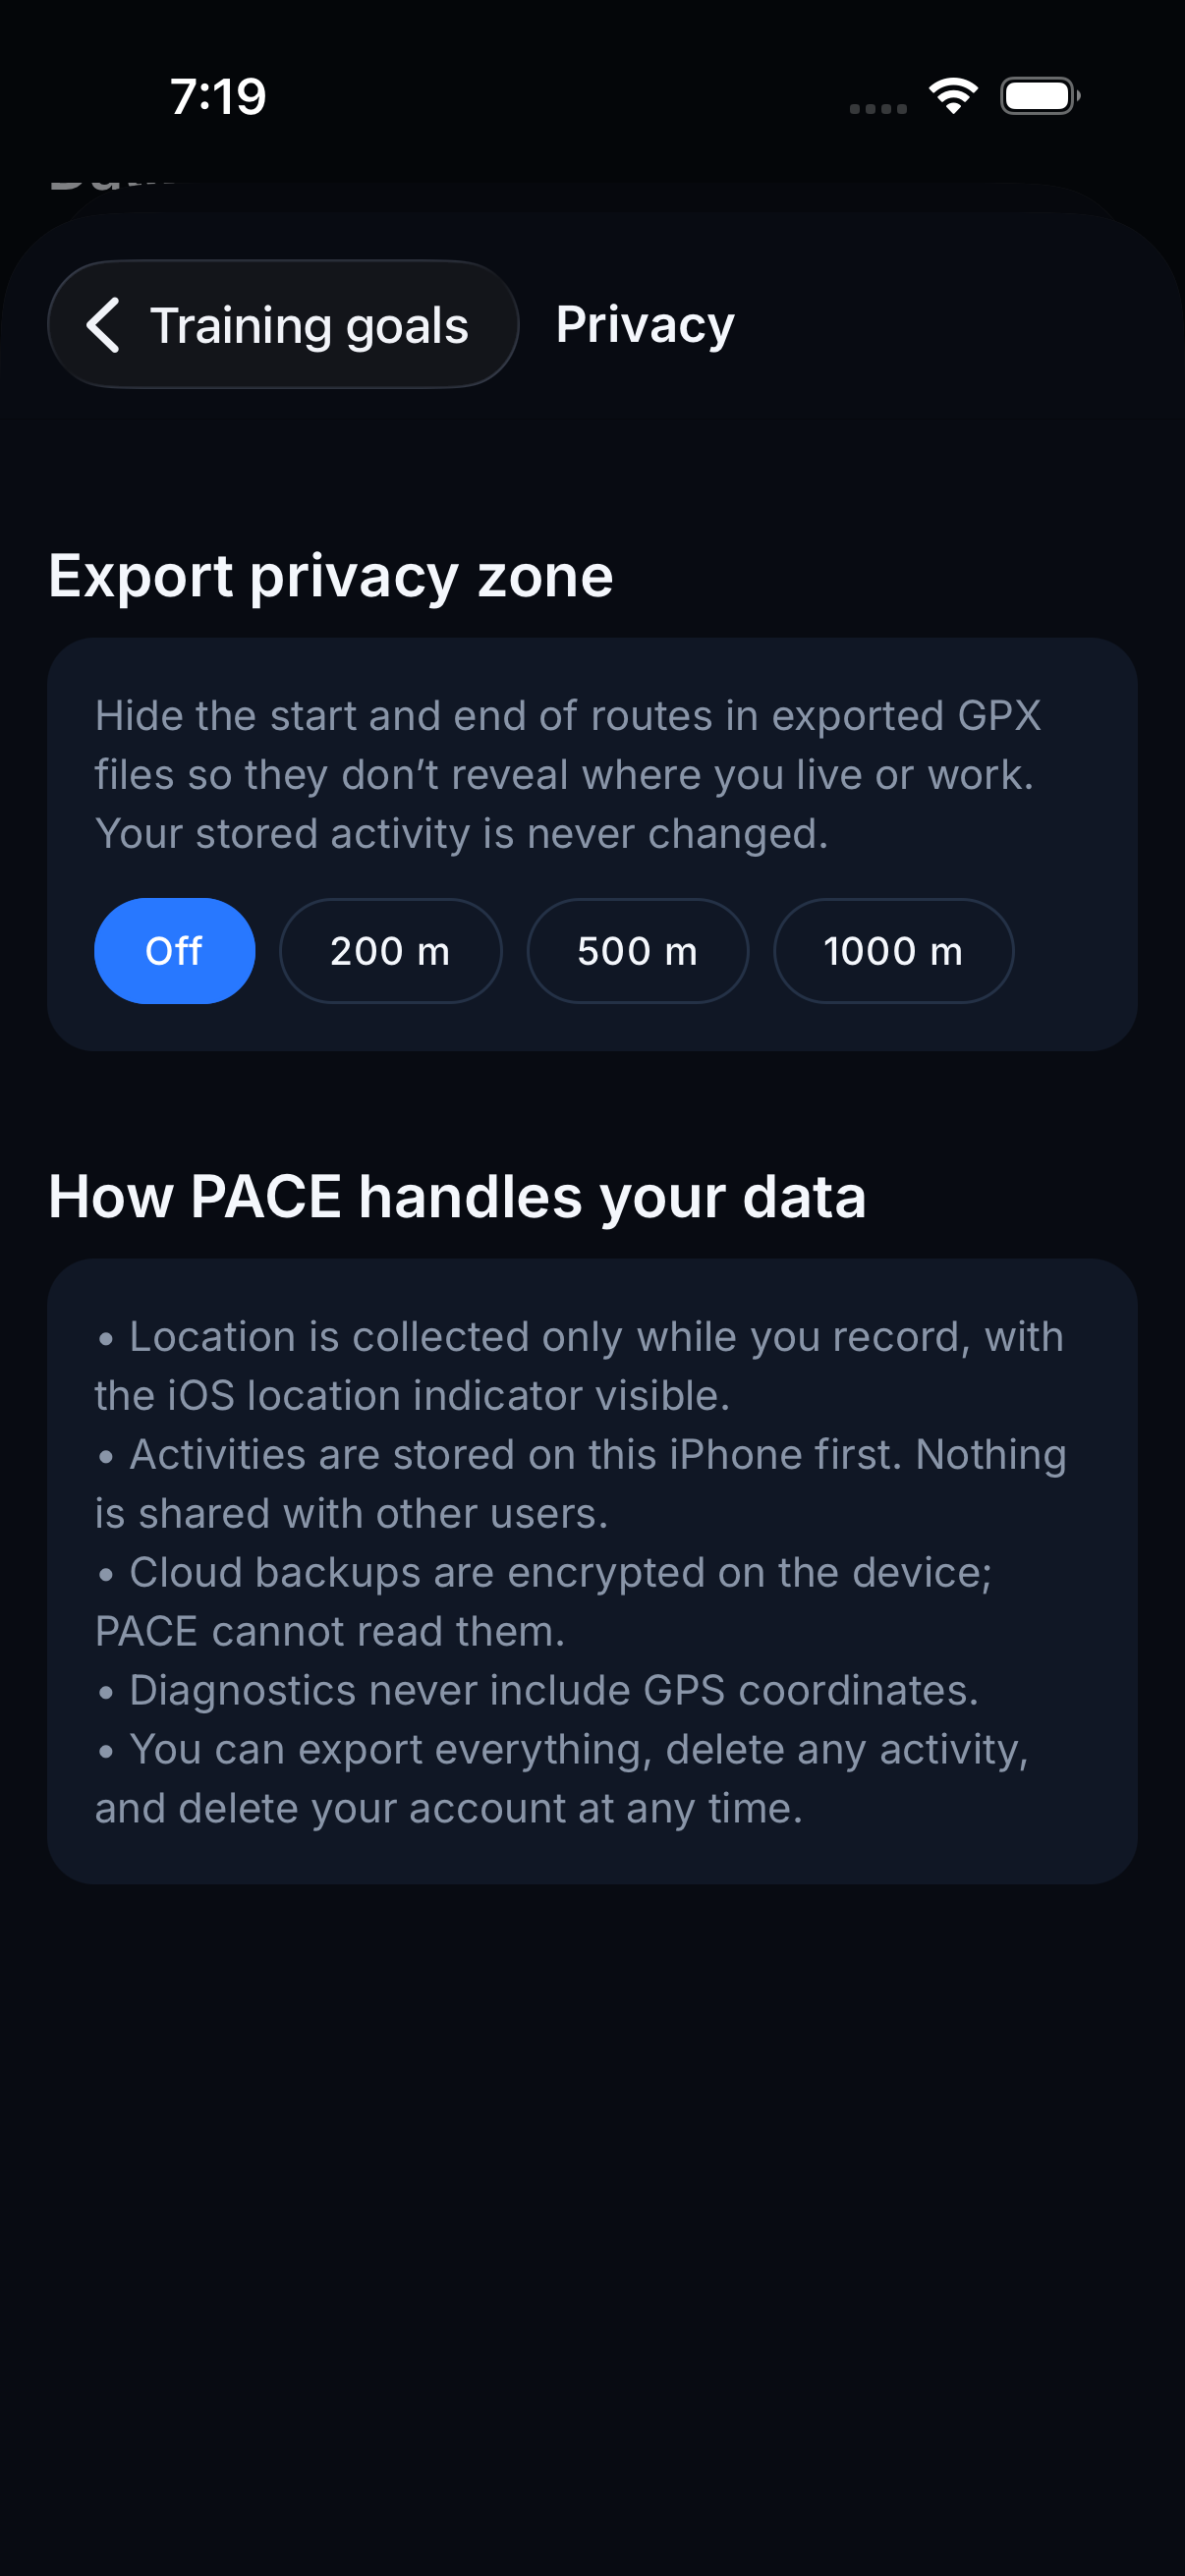 7:19
Training goals
Privacy
Export privacy zone
Hide the start and end of routes in exported GPX
files so they don’t reveal where you live or work.
Your stored activity is never changed.
Off
200 m
500 m
1000 m
How PACE handles your data
• Location is collected only while you record, with
the iOS location indicator visible.
• Activities are stored on this iPhone first. Nothing
is shared with other users.
• Cloud backups are encrypted on the device;
PACE cannot read them.
• Diagnostics never include GPS coordinates.
• You can export everything, delete any activity,
and delete your account at any time.